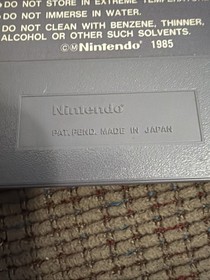 DO NOT STORE IN EXTREME TEMPERATU
DO NOT IMMERSE IN WATER.
DO NOT CLEAN WITH BENZENE, THINNER,
ALCOHOL OR OTHER SUCH SOLVENTS.
©Ⓜ Nintendo® 1985
Nintendo®
PAT. PEND. MADE IN JAPAN